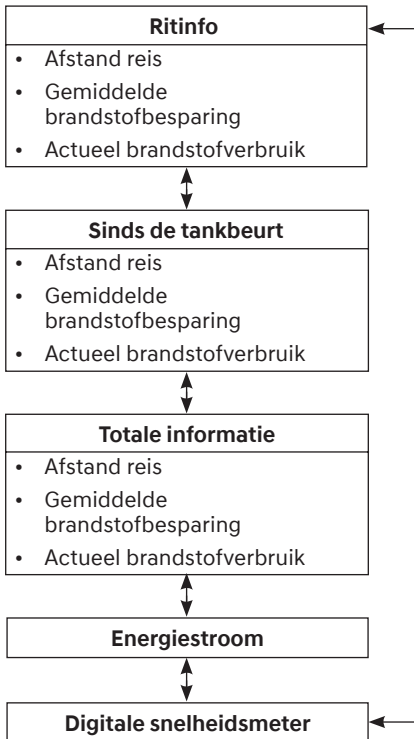 Ritinfo
• Afstand reis
• Gemiddelde
brandstofbesparing
• Actueel brandstofverbruik
Sinds de tankbeurt
• Afstand reis
• Gemiddelde
brandstofbesparing
• Actueel brandstofverbruik
Totale informatie
• Afstand reis
• Gemiddelde
brandstofbesparing
• Actueel brandstofverbruik
Energiestroom
Digitale snelheidsmeter